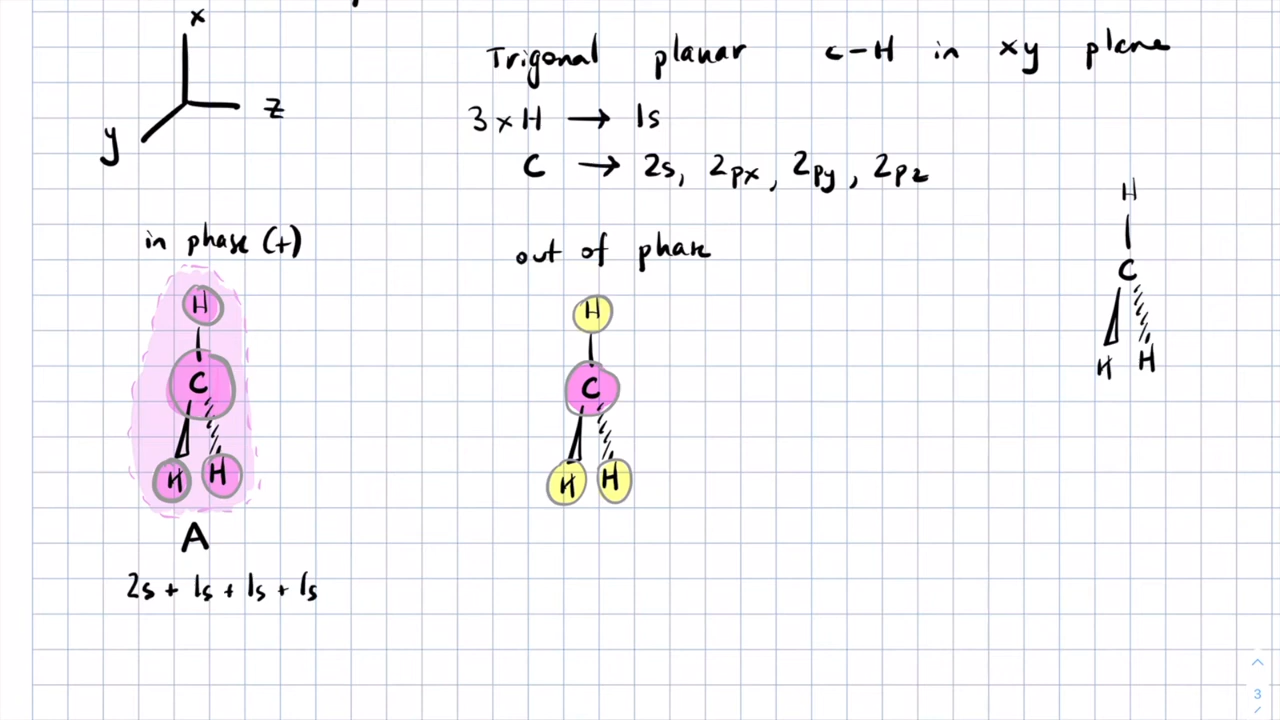 x
Trigonal planar C-H in xy plane
z
y
3 x H → 1s
C → 2s, 2px, 2py, 2pz
H
C
H H
in phase (+)
out of phase
H
C
H H
H
C
H H
A
2s + 1s + 1s + 1s
3